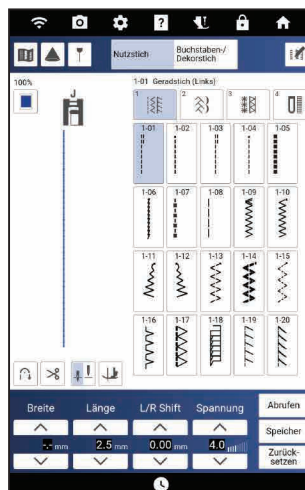 ?
Nutzstich
Buchstaben-/
Dekorstich
100%
J
1-01 Geradstich (Links)
1 2 3 4
1-01 1-02 1-03 1-04 1-05
1-06 1-07 1-08 1-09 1-10
1-11 1-12 1-13 1-14 1-15
1-16 1-17 1-18 1-19 1-20
Breite Länge L/R Shift Spannung
-.- mm 2.5 mm 0.00 mm 4.0
Abrufen
Speicher
Zurück-
setzen